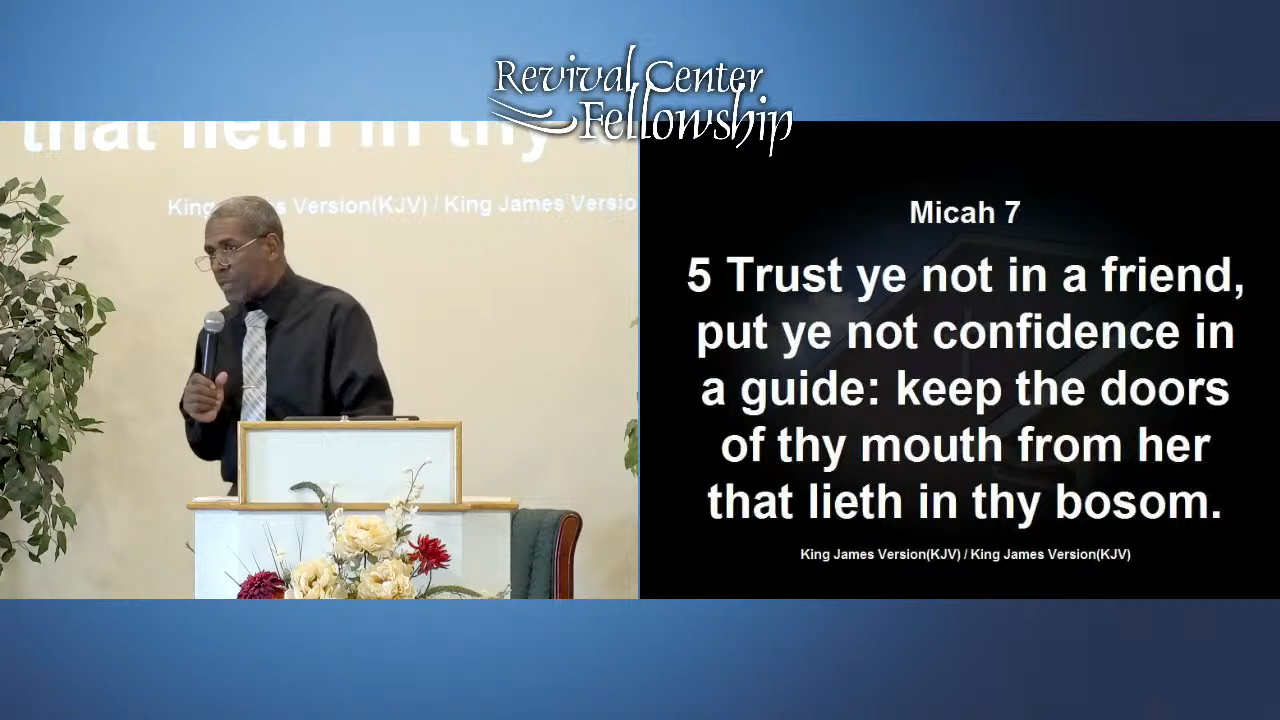 Revival Center
Fellowship
that lieth in thy
King James Version(KJV) / King James Versio
Micah 7
5 Trust ye not in a friend,
put ye not confidence in
a guide: keep the doors
of thy mouth from her
that lieth in thy bosom.
King James Version(KJV) / King James Version(KJV)